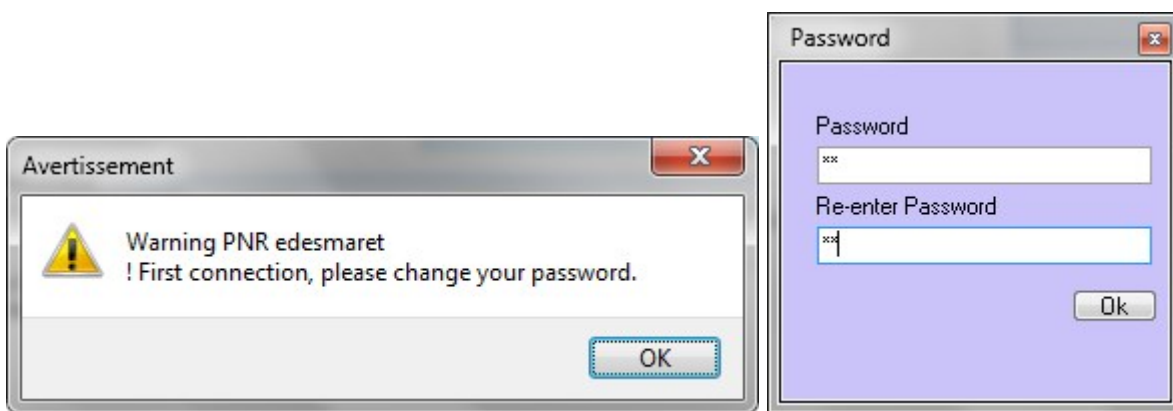 Avertissement
Warning PNR edesmaret
! First connection, please change your password.
OK
Password
Password
**
Re-enter Password
**
Ok